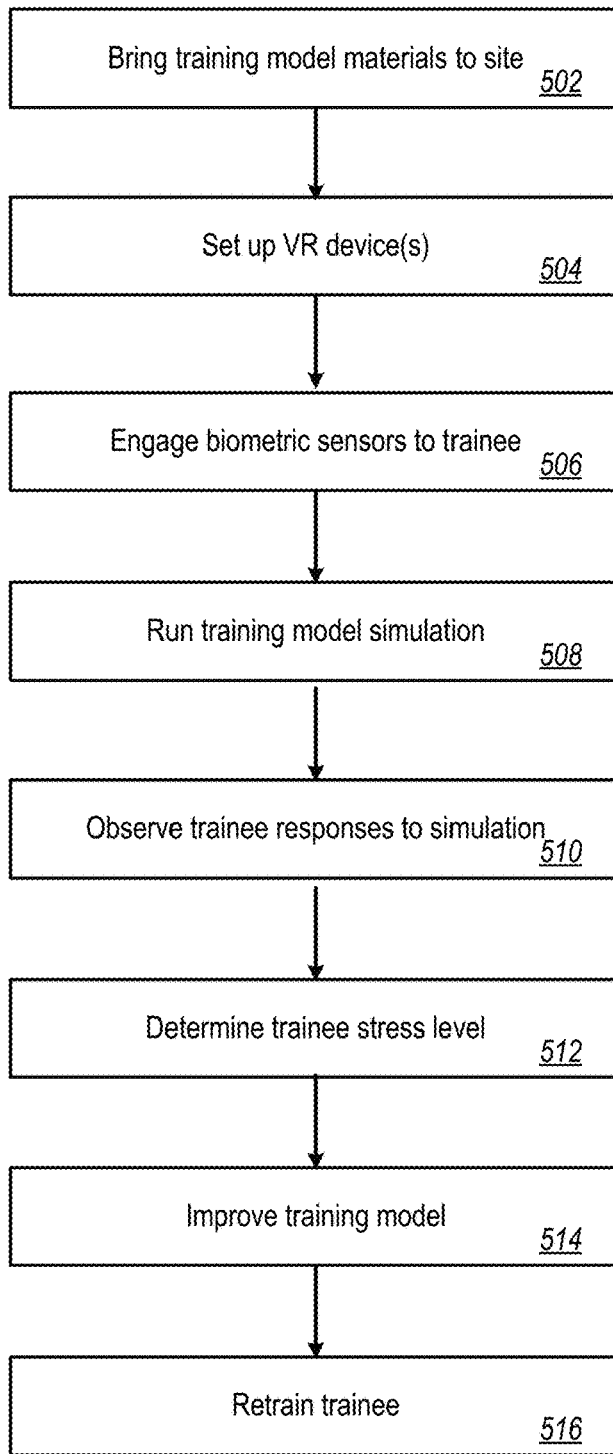 Bring training model materials to site
502
Set up VR device(s)
504
Engage biometric sensors to trainee
506
Run training model simulation
508
Observe trainee responses to simulation
510
Determine trainee stress level
512
Improve training model
514
Retrain trainee
516